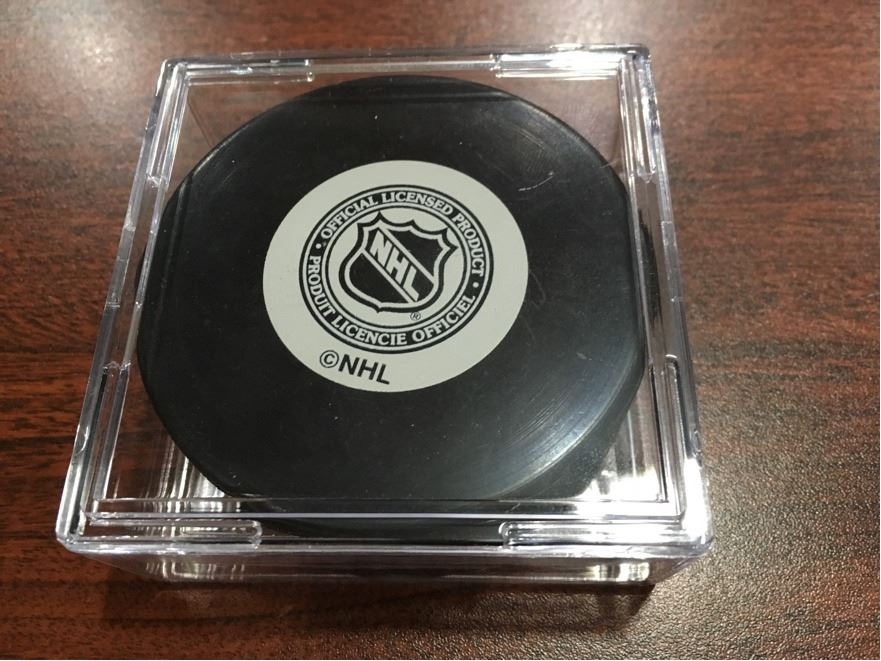 • OFFICIAL LICENSED PRODUCT •
NHL
®
PRODUIT LICENCIE OFFICIEL
©NHL